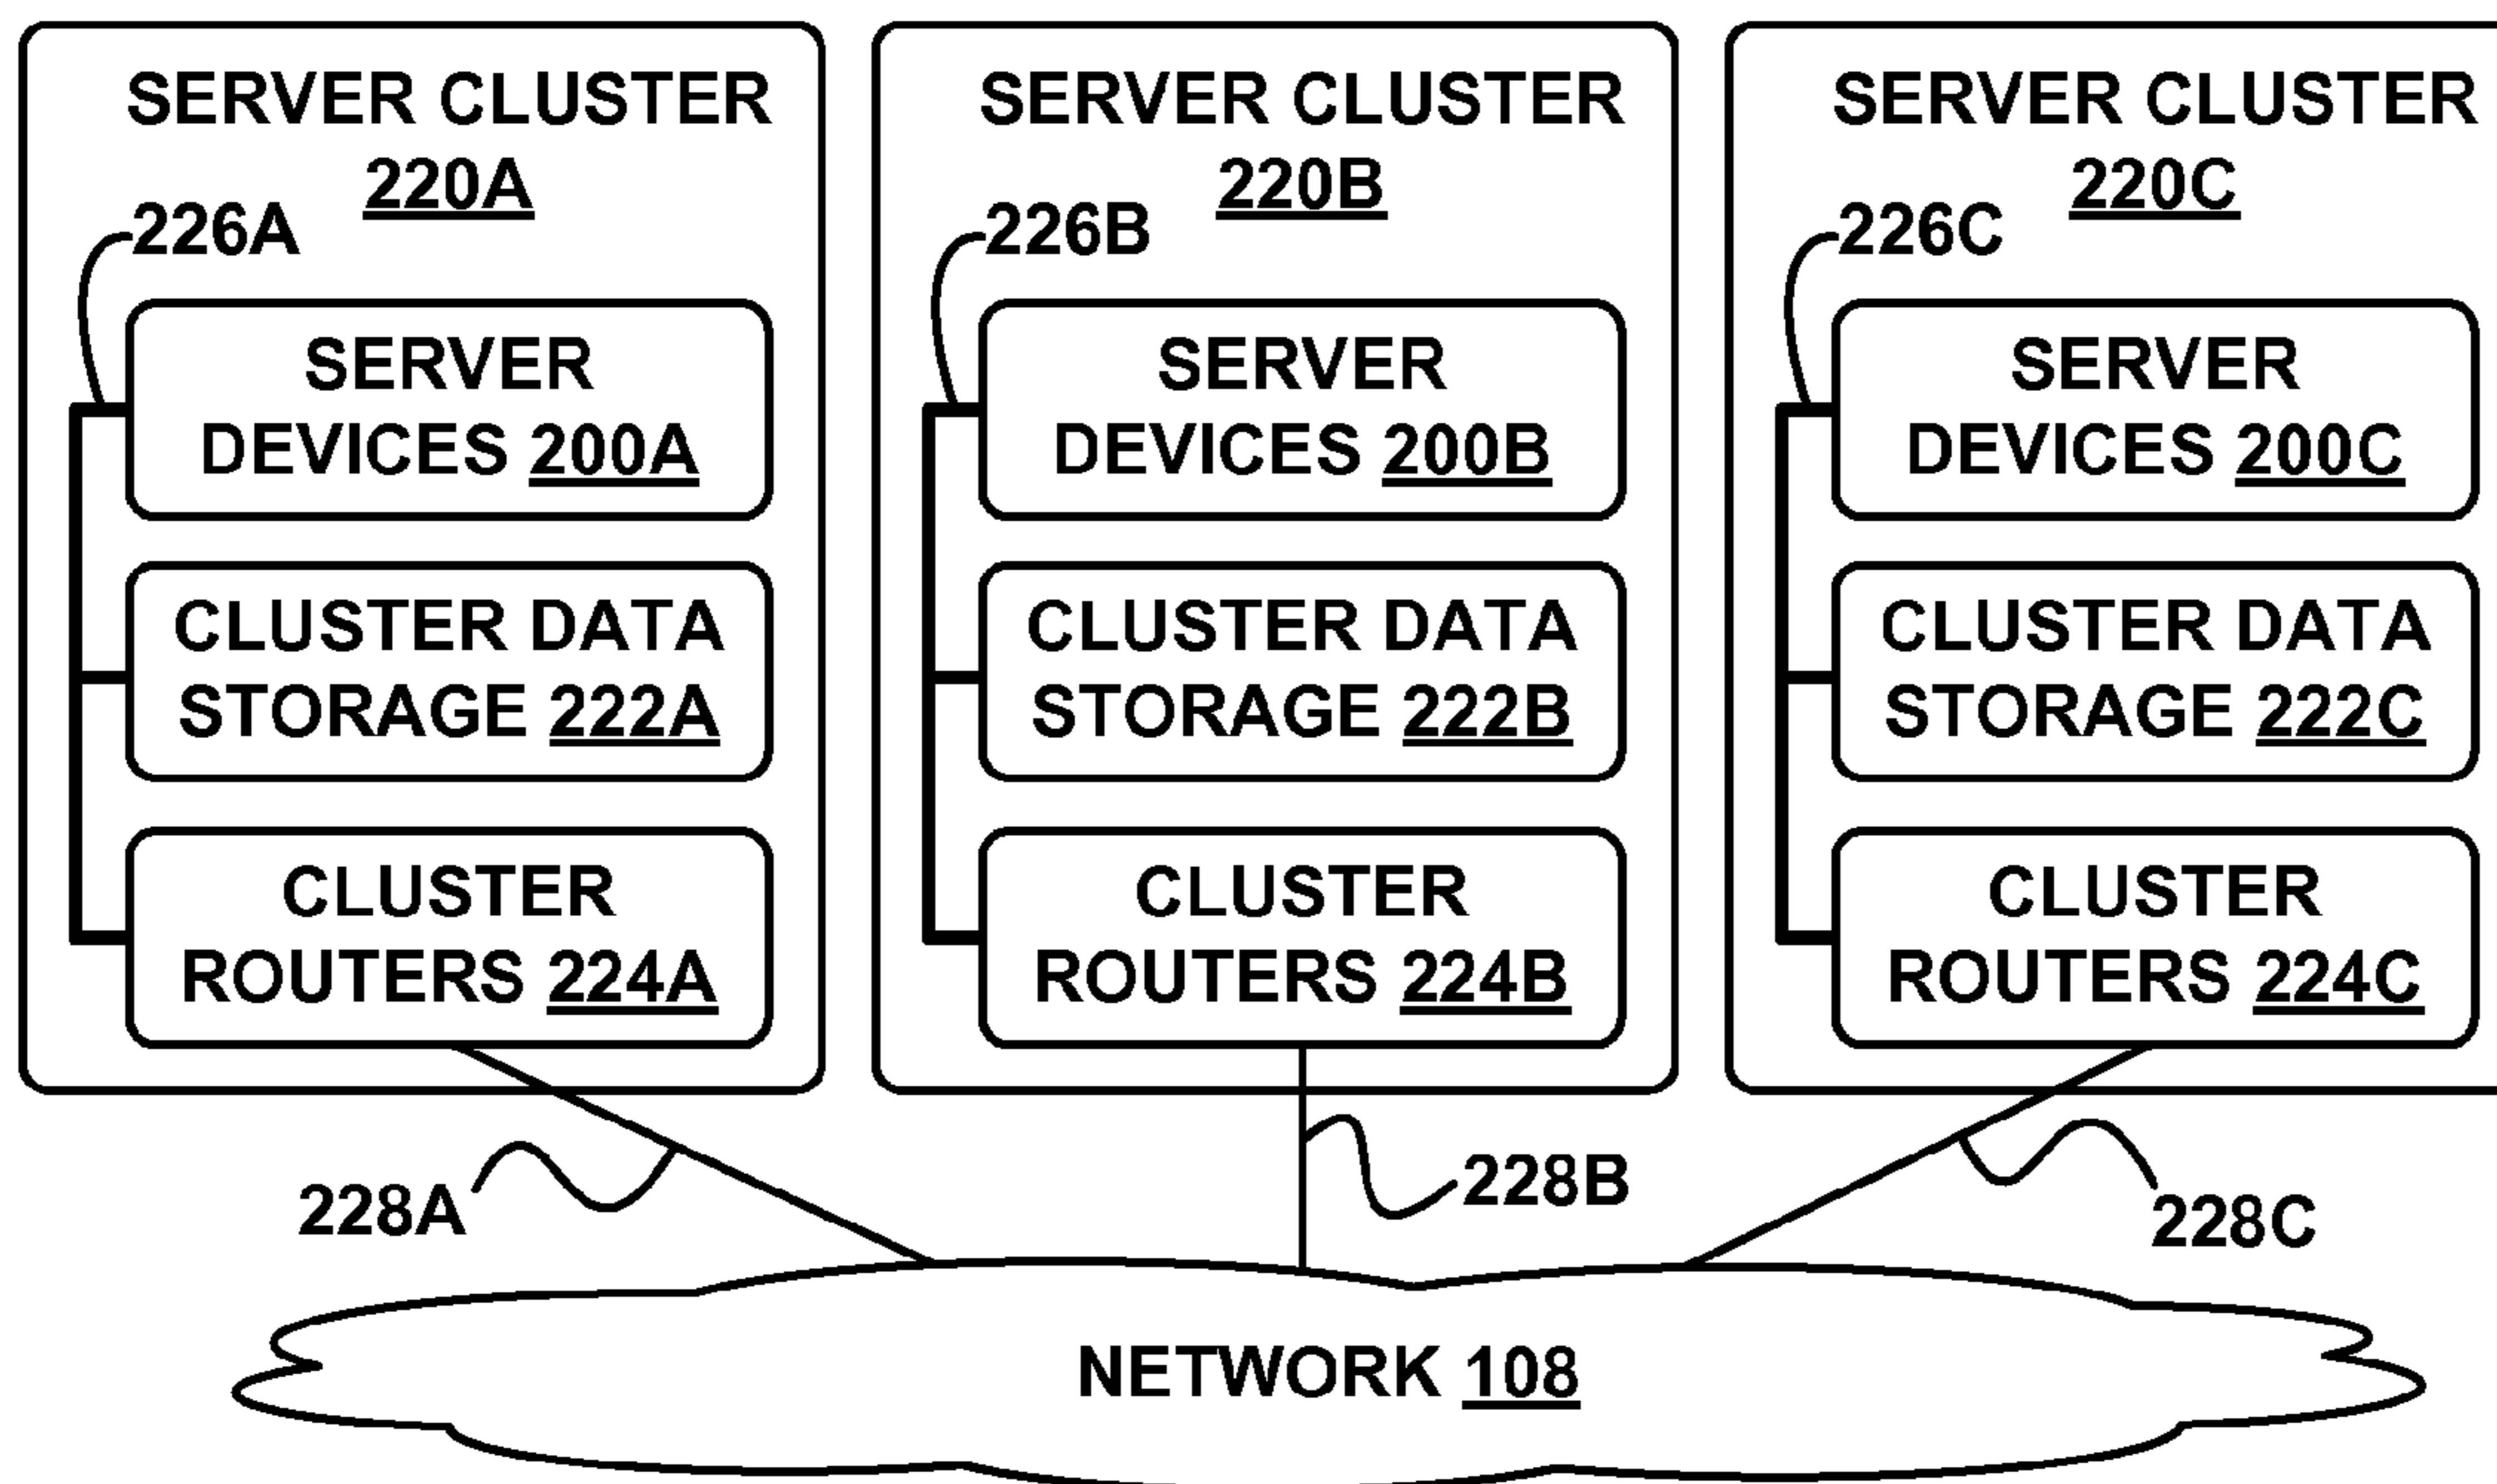 SERVER CLUSTER
220A
226A
SERVER
DEVICES 200A
CLUSTER DATA
STORAGE 222A
CLUSTER
ROUTERS 224A
SERVER CLUSTER
220B
226B
SERVER
DEVICES 200B
CLUSTER DATA
STORAGE 222B
CLUSTER
ROUTERS 224B
SERVER CLUSTER
220C
226C
SERVER
DEVICES 200C
CLUSTER DATA
STORAGE 222C
CLUSTER
ROUTERS 224C
228A
228B
228C
NETWORK 108